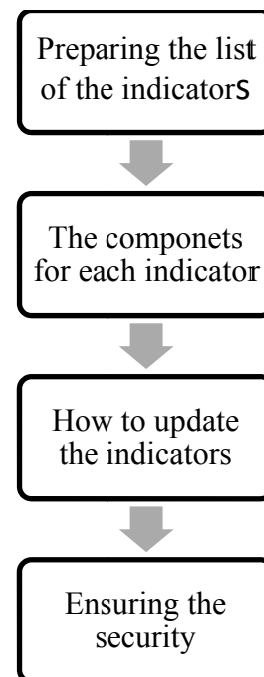 Preparing the list
of the indicators
The componets
for each indicator
How to update
the indicators
Ensuring the
security